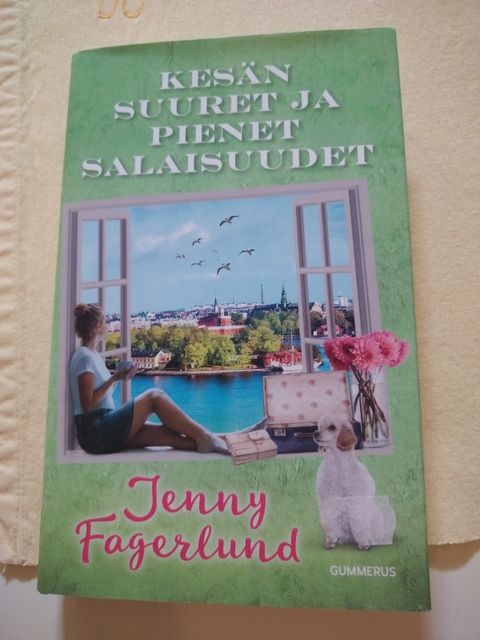 KESÄN
SUURET JA
PIENET
SALAISUUDET
Jenny
Fagerlund
GUMMERUS